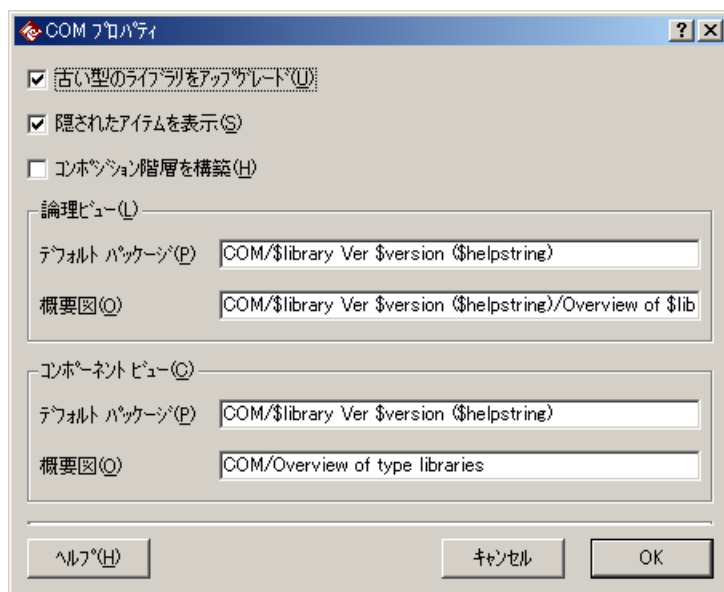 COM プロパティ
古い型のライブラリをアップグレード(U)
隠されたアイテムを表示(S)
コンポジション階層を構築(H)
論理ビュー(L)
デフォルト パッケージ(P) COM/$library Ver $version ($helpstring)
概要図(O) COM/$library Ver $version ($helpstring)/Overview of $lib
コンポーネント ビュー(C)
デフォルト パッケージ(P) COM/$library Ver $version ($helpstring)
概要図(O) COM/Overview of type libraries
ヘルプ(H) キャンセル OK